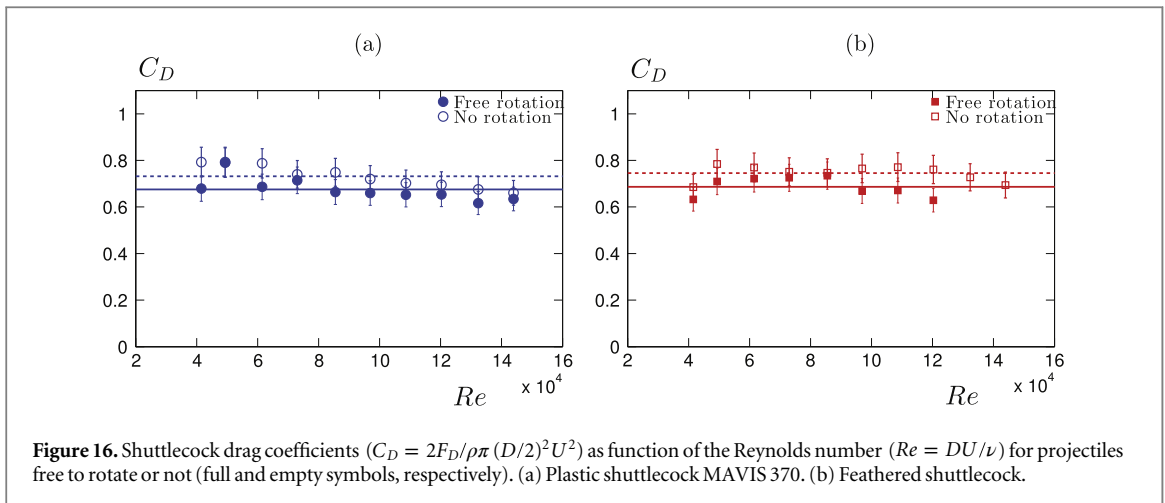 (a)
C_D
Free rotation
No rotation
1
0.8
0.6
0.4
0.2
0
2 4 6 8 10 12 14 16
x 10^4
Re
(b)
C_D
Free rotation
No rotation
1
0.8
0.6
0.4
0.2
0
2 4 6 8 10 12 14 16
x 10^4
Re
Figure 16. Shuttlecock drag coefficients (C_D = 2F_D/ρπ (D/2)^2 U^2) as function of the Reynolds number (Re = DU/ν) for projectiles
free to rotate or not (full and empty symbols, respectively). (a) Plastic shuttlecock MAVIS 370. (b) Feathered shuttlecock.